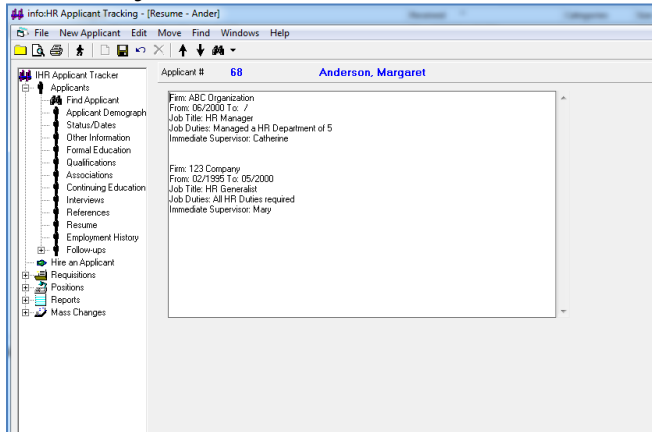 info:HR Applicant Tracking - [Resume - Ander]
File New Applicant Edit Move Find Windows Help
IHR Applicant Tracker
Applicants
Find Applicant
Applicant Demograph
Status/Dates
Other Information
Formal Education
Qualifications
Associations
Continuing Education
Interviews
References
Resume
Employment History
Follow-ups
Hire an Applicant
Requisitions
Positions
Reports
Mass Changes
Applicant # 68 Anderson, Margaret
Firm: ABC Organization
From: 06/2000 To: /
Job Title: HR Manager
Job Duties: Managed a HR Department of 5
Immediate Supervisor: Catherine
Firm: 123 Company
From: 02/1995 To: 05/2000
Job Title: HR Generalist
Job Duties: All HR Duties required
Immediate Supervisor: Mary